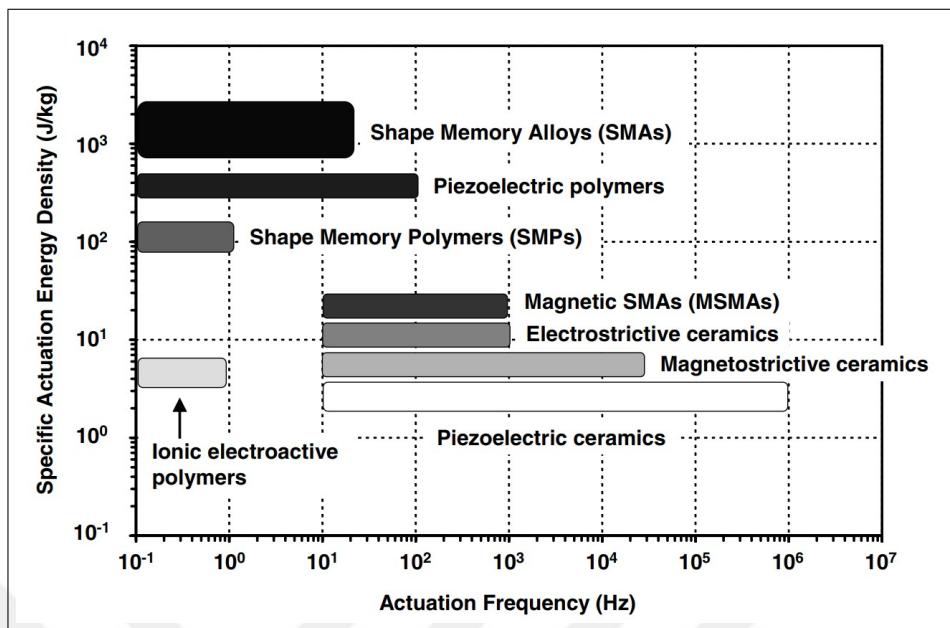 10⁴
10³
10²
10¹
10⁰
10⁻¹
Specific Actuation Energy Density (J/kg)
Shape Memory Alloys (SMAs)
Piezoelectric polymers
Shape Memory Polymers (SMPs)
Magnetic SMAs (MSMAs)
Electrostrictive ceramics
Magnetostrictive ceramics
Piezoelectric ceramics
Ionic electroactive
polymers
10⁻¹ 10⁰ 10¹ 10² 10³ 10⁴ 10⁵ 10⁶ 10⁷
Actuation Frequency (Hz)